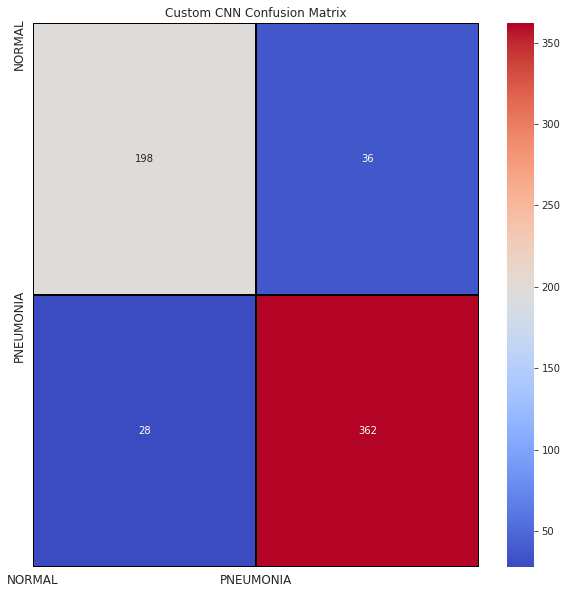 Custom CNN Confusion Matrix
NORMAL
198
36
PNEUMONIA
28
362
NORMAL
PNEUMONIA
350
300
250
200
150
100
50